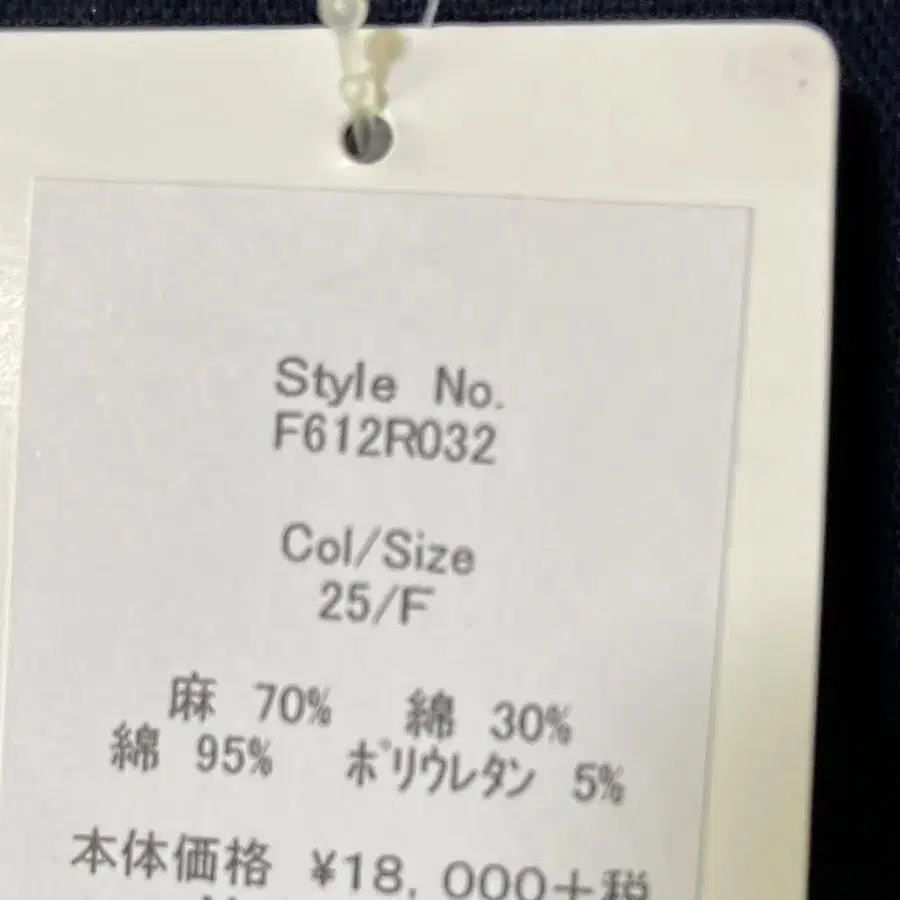 Style No.
F612R032
Col/Size
25/F
麻 70% 綿 30%
綿 95% ポリウレタン 5%
本体価格 ¥18,000+税